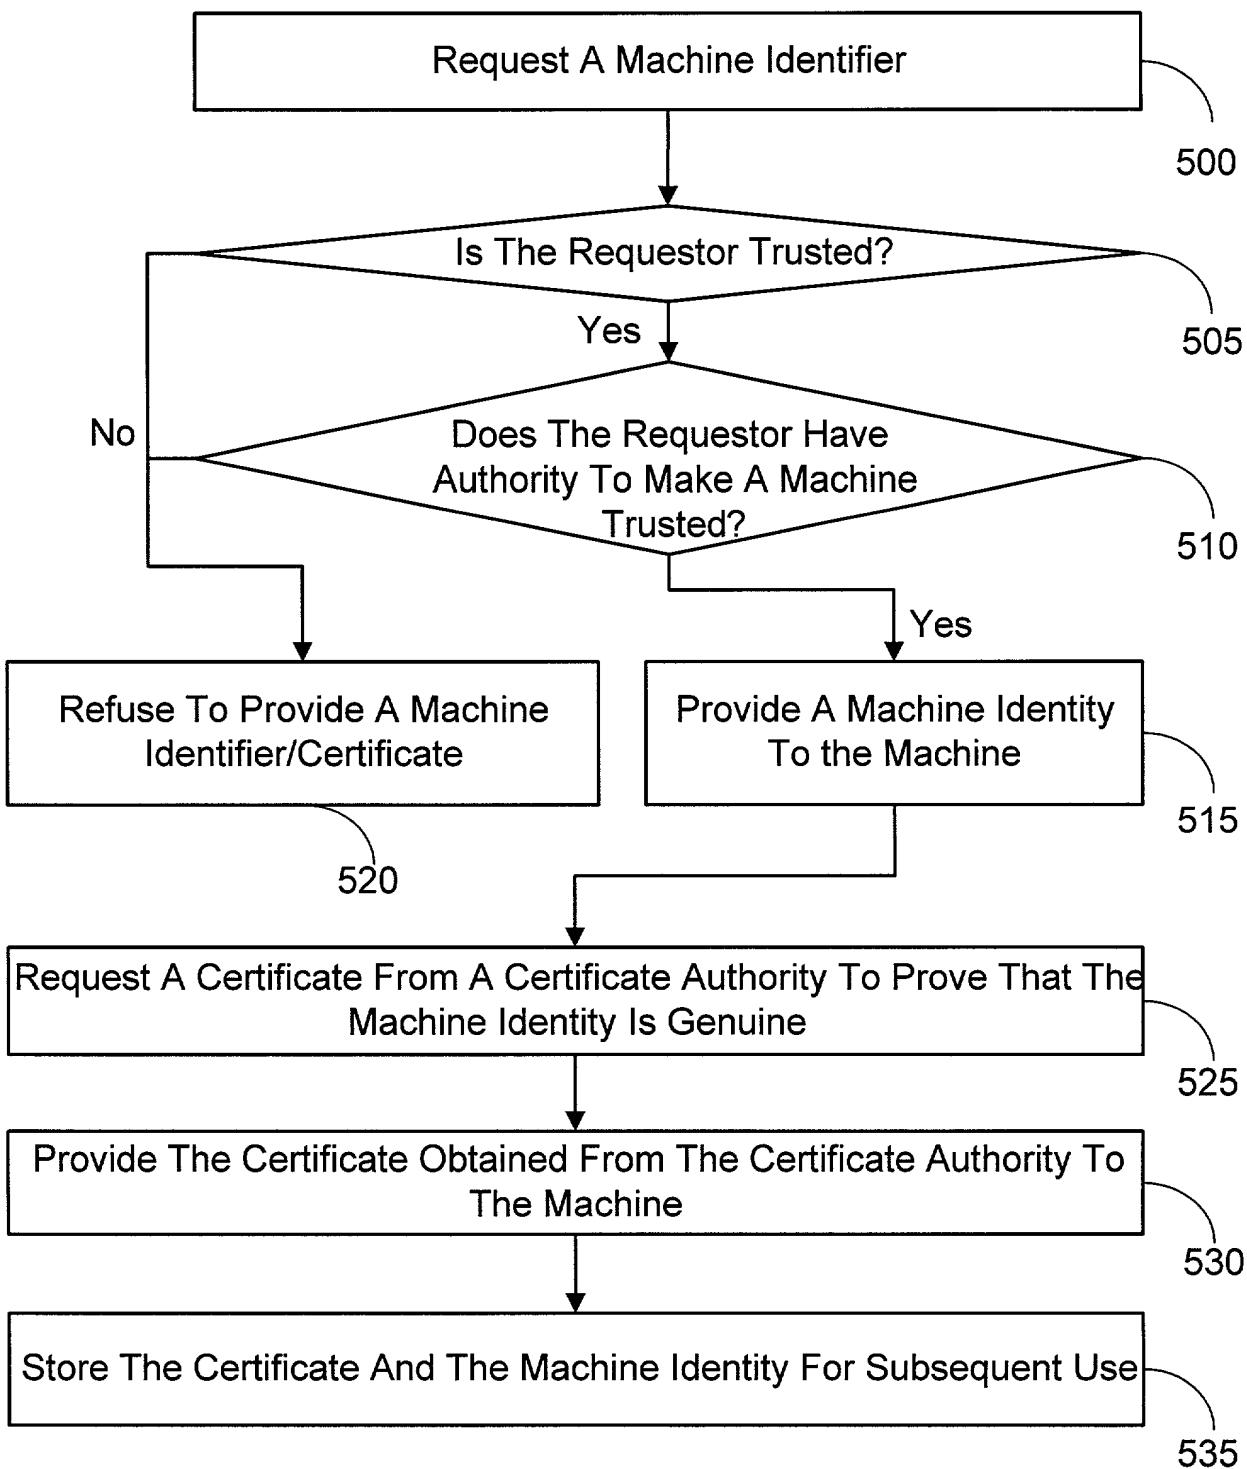 Request A Machine Identifier
500
Is The Requestor Trusted?
505
Yes
No
Does The Requestor Have
Authority To Make A Machine
Trusted?
510
Yes
Refuse To Provide A Machine
Identifier/Certificate
520
Provide A Machine Identity
To the Machine
515
Request A Certificate From A Certificate Authority To Prove That The
Machine Identity Is Genuine
525
Provide The Certificate Obtained From The Certificate Authority To
The Machine
530
Store The Certificate And The Machine Identity For Subsequent Use
535